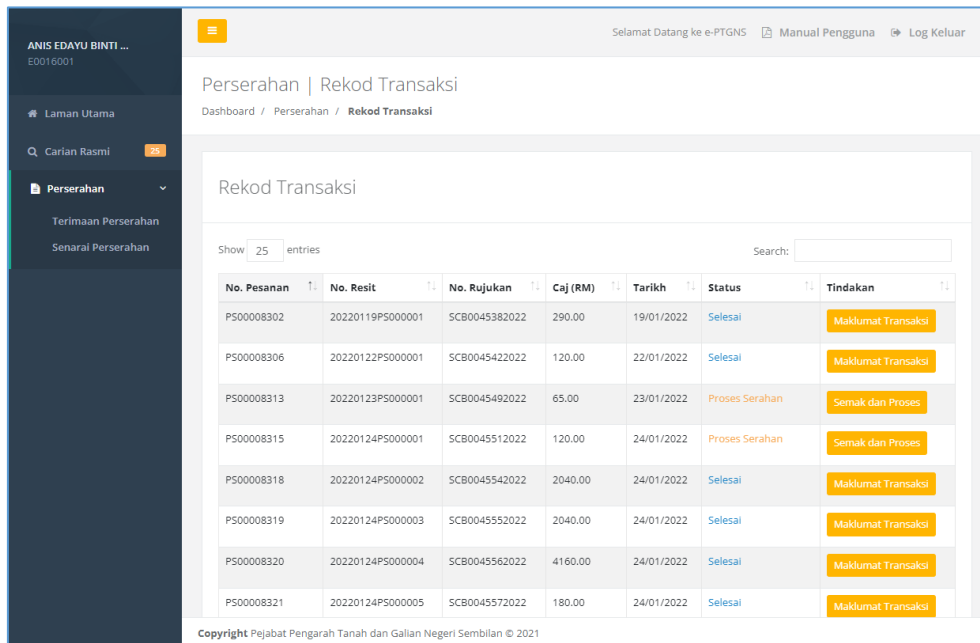 ANIS EDAYU BINTI ...
E0016001
Laman Utama
Carian Rasmi 25
Perserahan
Terimaan Perserahan
Senarai Perserahan
Selamat Datang ke e-PTGNS Manual Pengguna Log Keluar
Perserahan | Rekod Transaksi
Dashboard / Perserahan / Rekod Transaksi
Rekod Transaksi
Show 25 entries Search:
No. Pesanan No. Resit No. Rujukan Caj (RM) Tarikh Status Tindakan
PS00008302 20220119PS000001 SCB0045382022 290.00 19/01/2022 Selesai Maklumat Transaksi
PS00008306 20220122PS000001 SCB0045422022 120.00 22/01/2022 Selesai Maklumat Transaksi
PS00008313 20220123PS000001 SCB0045492022 65.00 23/01/2022 Proses Serahan Semak dan Proses
PS00008315 20220124PS000001 SCB0045512022 120.00 24/01/2022 Proses Serahan Semak dan Proses
PS00008318 20220124PS000002 SCB0045542022 2040.00 24/01/2022 Selesai Maklumat Transaksi
PS00008319 20220124PS000003 SCB0045552022 2040.00 24/01/2022 Selesai Maklumat Transaksi
PS00008320 20220124PS000004 SCB0045562022 4160.00 24/01/2022 Selesai Maklumat Transaksi
PS00008321 20220124PS000005 SCB0045572022 180.00 24/01/2022 Selesai Maklumat Transaksi
Copyright Pejabat Pengarah Tanah dan Galian Negeri Sembilan © 2021